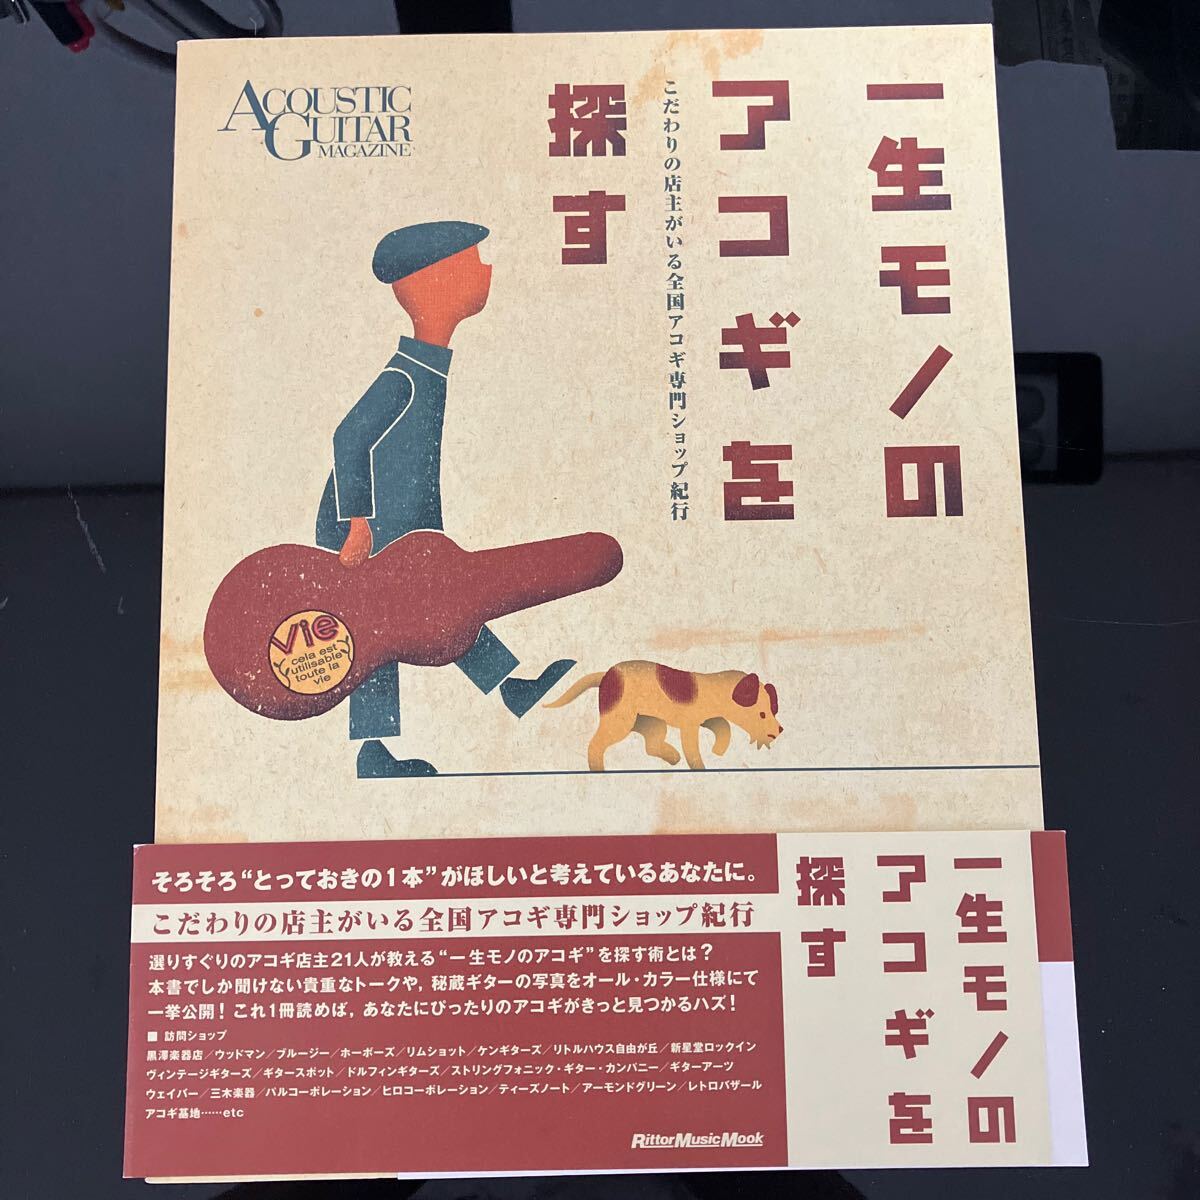 ACOUSTIC
GUITAR
MAGAZINE
一生モノの
アコギを
探す
こだわりの店主がいる全国アコギ専門ショップ紀行
Vie
cela est
utilisable
toute la
vie
そろそろ“とっておきの1本”がほしいと考えているあなたに。
こだわりの店主がいる全国アコギ専門ショップ紀行
選りすぐりのアコギ店主21人が教える“一生モノのアコギ”を探す術とは?
本書でしか聞けない貴重なトークや, 秘蔵ギターの写真をオール・カラー仕様にて
一挙公開! これ1冊読めば, あなたにぴったりのアコギがきっと見つかるハズ!
■ 訪問ショップ
黒澤楽器店/ウッドマン/ブルージー/ホーボーズ/リムショット/ケンギターズ/リトルハウス自由が丘/新星堂ロックイン
ヴィンテージギターズ/ギタースポット/ドルフィンギターズ/ストリングフォニック・ギター・カンパニー/ギターアーツ
ウェイバー/三木楽器/パルコーポレーション/ヒロコーポレーション/ティーズノート/アーモンドグリーン/レトロバザール
アコギ基地……etc
RittorMusicMook
一生モノの
アコギを
探す